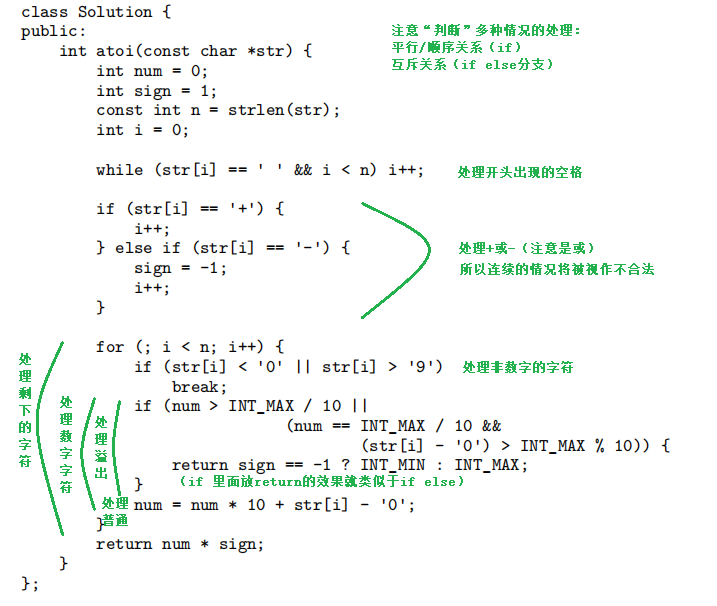 class Solution {
public:
    int atoi(const char *str) {
        int num = 0;
        int sign = 1;
        const int n = strlen(str);
        int i = 0;
注意“判断”多种情况的处理：
平行/顺序关系（if）
互斥关系（if else分支）
        while (str[i] == ' ' && i < n) i++;
处理开头出现的空格
        if (str[i] == '+') {
            i++;
        } else if (str[i] == '-') {
            sign = -1;
            i++;
        }
处理+或-（注意是或）
所以连续的情况将被视作不合法
        for (; i < n; i++) {
            if (str[i] < '0' || str[i] > '9')
                break;
处理非数字的字符
            if (num > INT_MAX / 10 ||
                            (num == INT_MAX / 10 &&
                                    (str[i] - '0') > INT_MAX % 10)) {
                return sign == -1 ? INT_MIN : INT_MAX;
            }
（if 里面放return的效果就类似于if else）
            num = num * 10 + str[i] - '0';
        }
        return num * sign;
    }
};
处理剩下的字符
处理数字字符
处理溢出
处理
普通